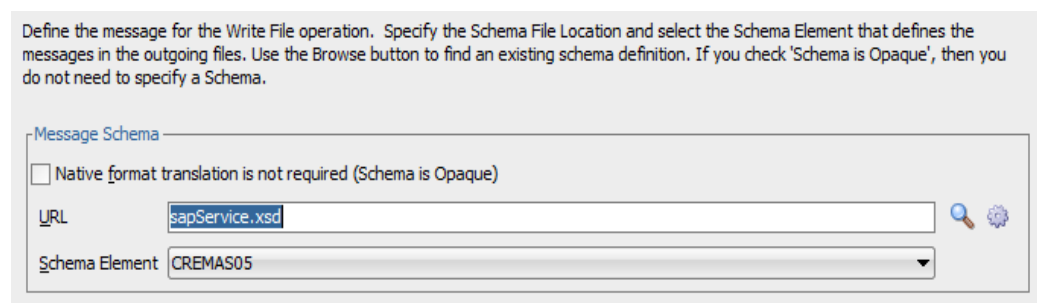 Define the message for the Write File operation.  Specify the Schema File Location and select the Schema Element that defines the
messages in the outgoing files. Use the Browse button to find an existing schema definition. If you check 'Schema is Opaque', then you
do not need to specify a Schema.
Message Schema
Native format translation is not required (Schema is Opaque)
URL sapService.xsd
Schema Element CREMAS05